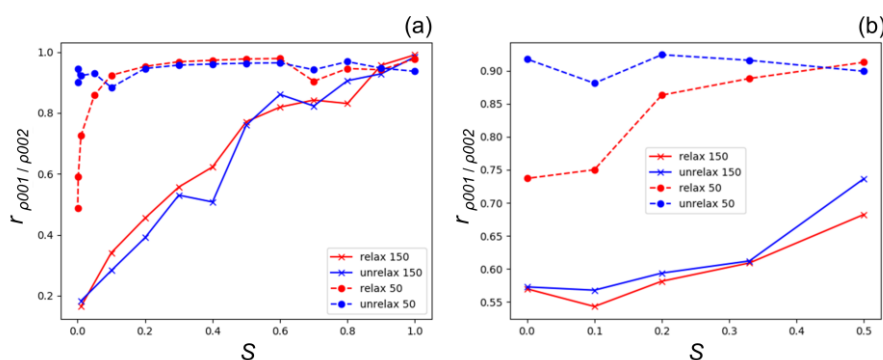 (a)
1.0
0.8
0.6
0.4
0.2
r ρ001 / ρ002
relax 150
unrelax 150
relax 50
unrelax 50
0.0 0.2 0.4 0.6 0.8 1.0
S
(b)
0.90
0.85
0.80
0.75
0.70
0.65
0.60
0.55
r ρ001 / ρ002
relax 150
unrelax 150
relax 50
unrelax 50
0.0 0.1 0.2 0.3 0.4 0.5
S